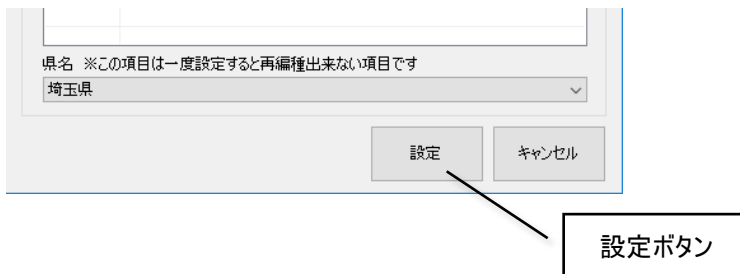 県名 ※この項目は一度設定すると再編種出来ない項目です
埼玉県
設定
キャンセル
設定ボタン